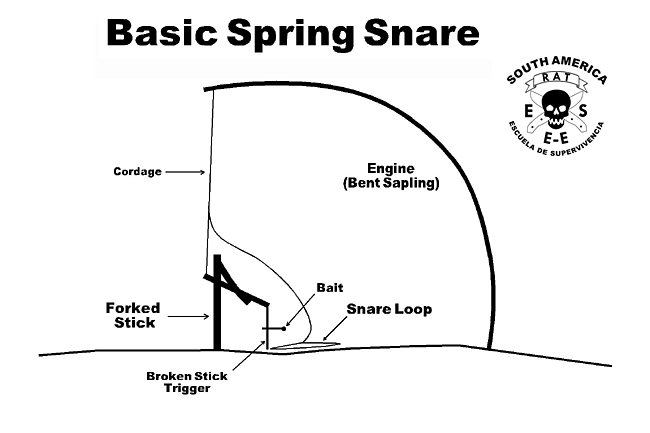 Basic Spring Snare
SOUTH AMERICA
RAT
E S
E-E
ESCUELA DE SUPERVIVENCIA
Cordage
Engine
(Bent Sapling)
Bait
Forked
Stick
Snare Loop
Broken Stick
Trigger